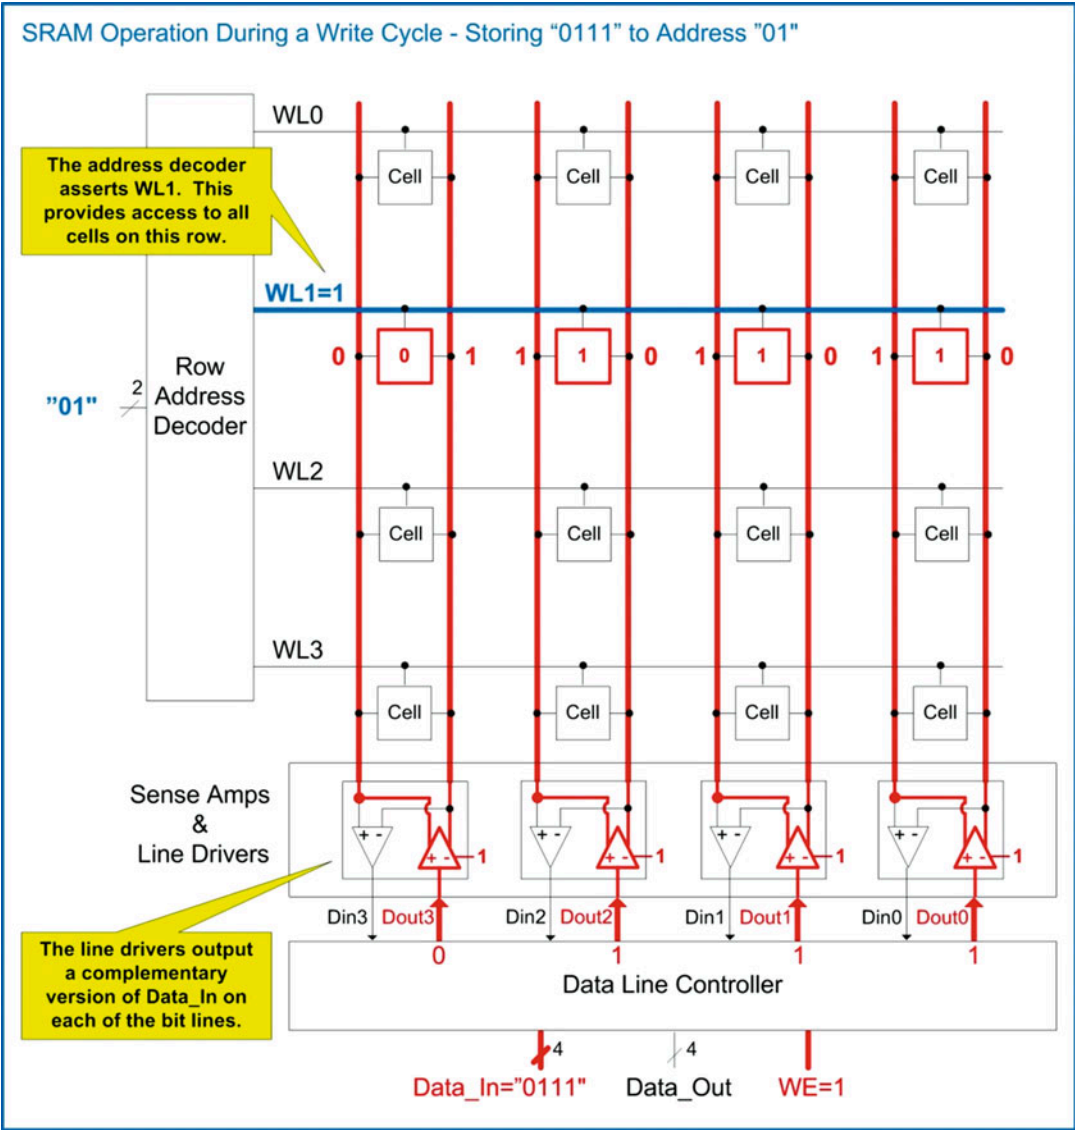 SRAM Operation During a Write Cycle - Storing “0111” to Address ”01"
WL0
The address decoder
asserts WL1. This
provides access to all
cells on this row.
Cell Cell Cell Cell
WL1=1
0 0 1 1 1 0 1 1 0 1 1 0
Row
Address
Decoder
”01" 2
WL2
Cell Cell Cell Cell
WL3
Cell Cell Cell Cell
Sense Amps
&
Line Drivers
+ - + - 1 + - + - 1 + - + - 1 + - + - 1
Din3 Dout3 Din2 Dout2 Din1 Dout1 Din0 Dout0
0 1 1 1
The line drivers output
a complementary
version of Data_In on
each of the bit lines.
Data Line Controller
4 4
Data_In=”0111" Data_Out WE=1